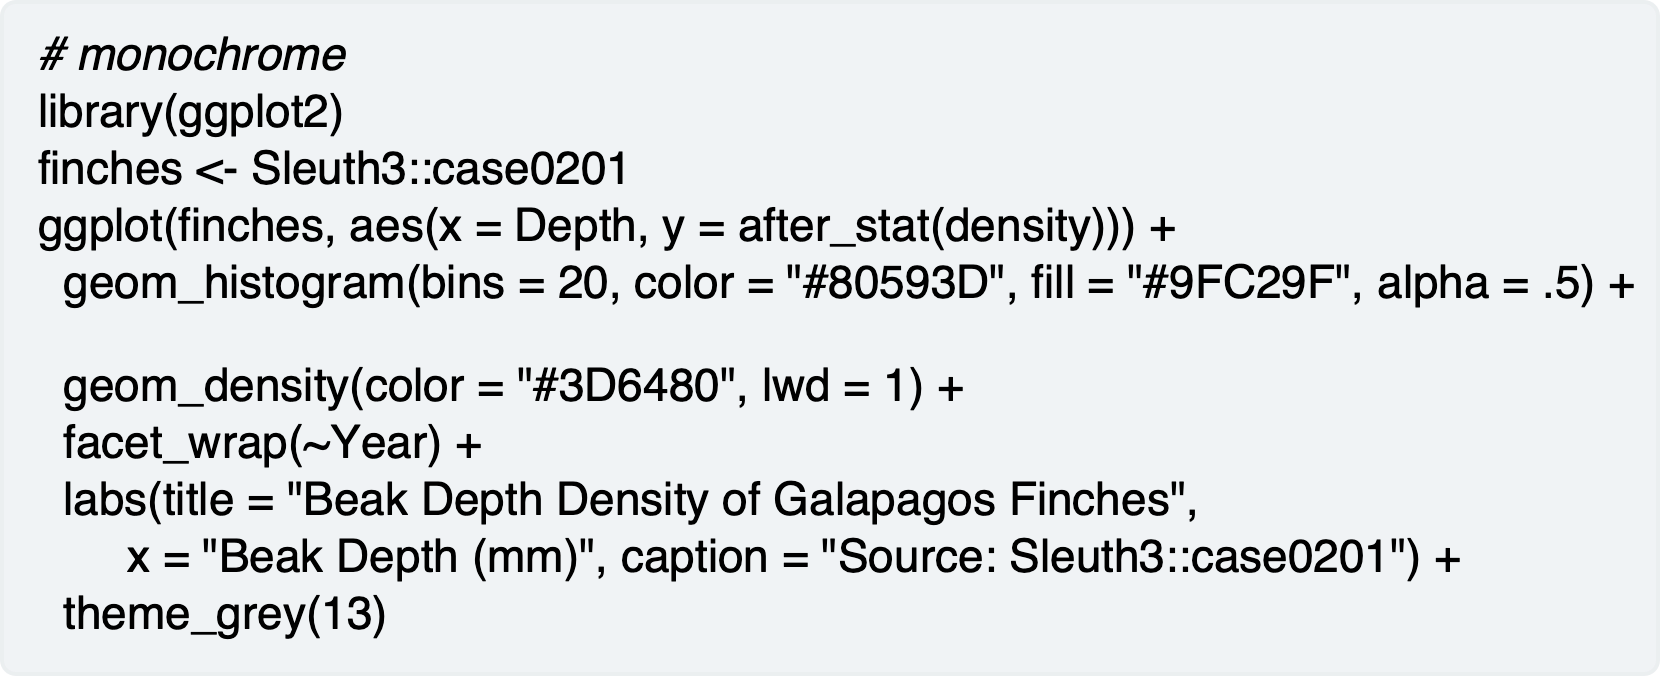 # monochrome
library(ggplot2)
finches <- Sleuth3::case0201
ggplot(finches, aes(x = Depth, y = after_stat(density))) +
  geom_histogram(bins = 20, color = "#80593D", fill = "#9FC29F", alpha = .5) +
  geom_density(color = "#3D6480", lwd = 1) +
  facet_wrap(~Year) +
  labs(title = "Beak Depth Density of Galapagos Finches",
       x = "Beak Depth (mm)", caption = "Source: Sleuth3::case0201") +
  theme_grey(13)